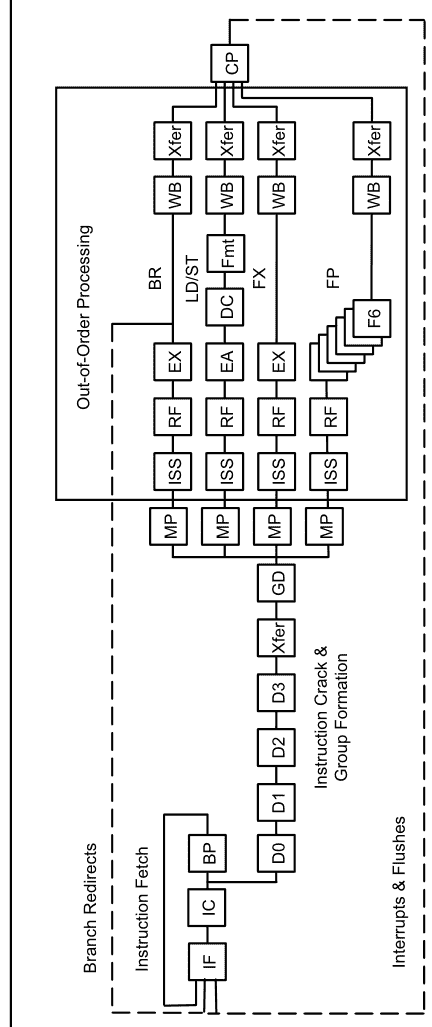 Branch Redirects
Out-of-Order Processing
Instruction Fetch
BR
MP ISS RF EX WB Xfer
LD/ST
IF IC BP MP ISS RF EA DC Fmt WB Xfer CP
FX
D0 D1 D2 D3 Xfer GD MP ISS RF EX WB Xfer
FP
MP ISS RF F6 WB Xfer
Instruction Crack &
Group Formation
Interrupts & Flushes